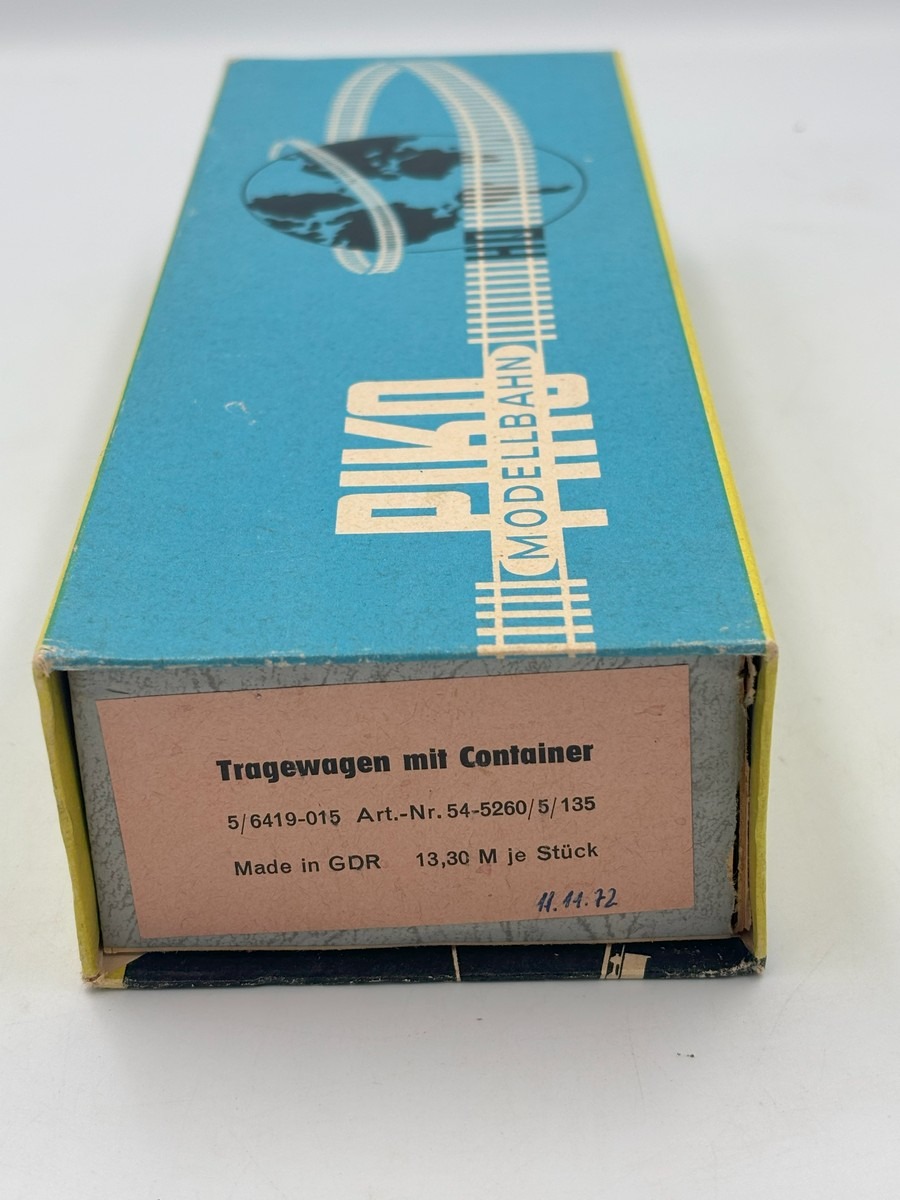 PIKO
MODELLBAHN
Tragewagen mit Container
5/6419-015 Art.-Nr. 54-5260/5/135
Made in GDR 13,30 M je Stück
11.11.72